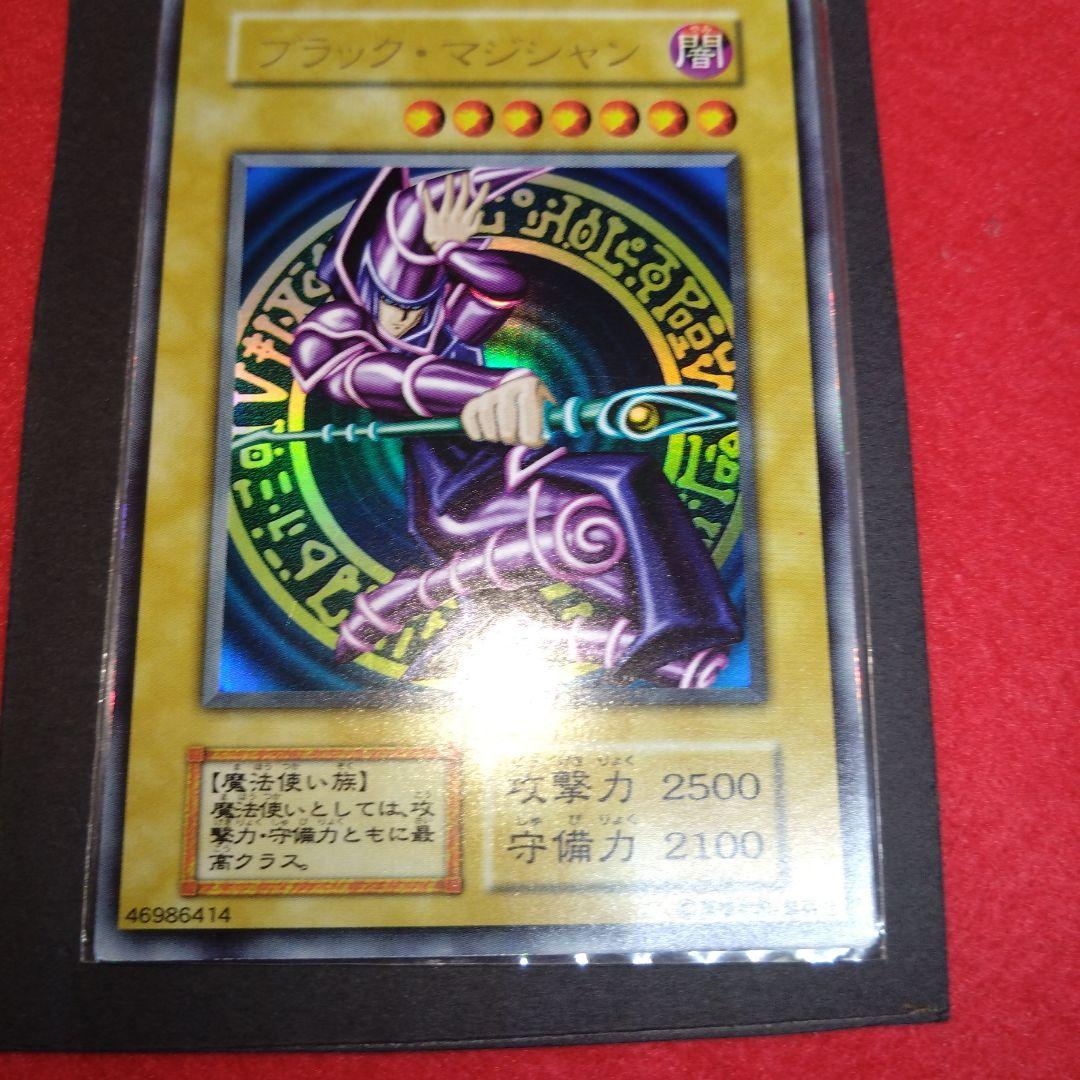 ブラック・マジシャン
闇
【魔法使い族】
魔法使いとしては、攻
撃力・守備力ともに最
高クラス。
攻撃力 2500
守備力 2100
46986414